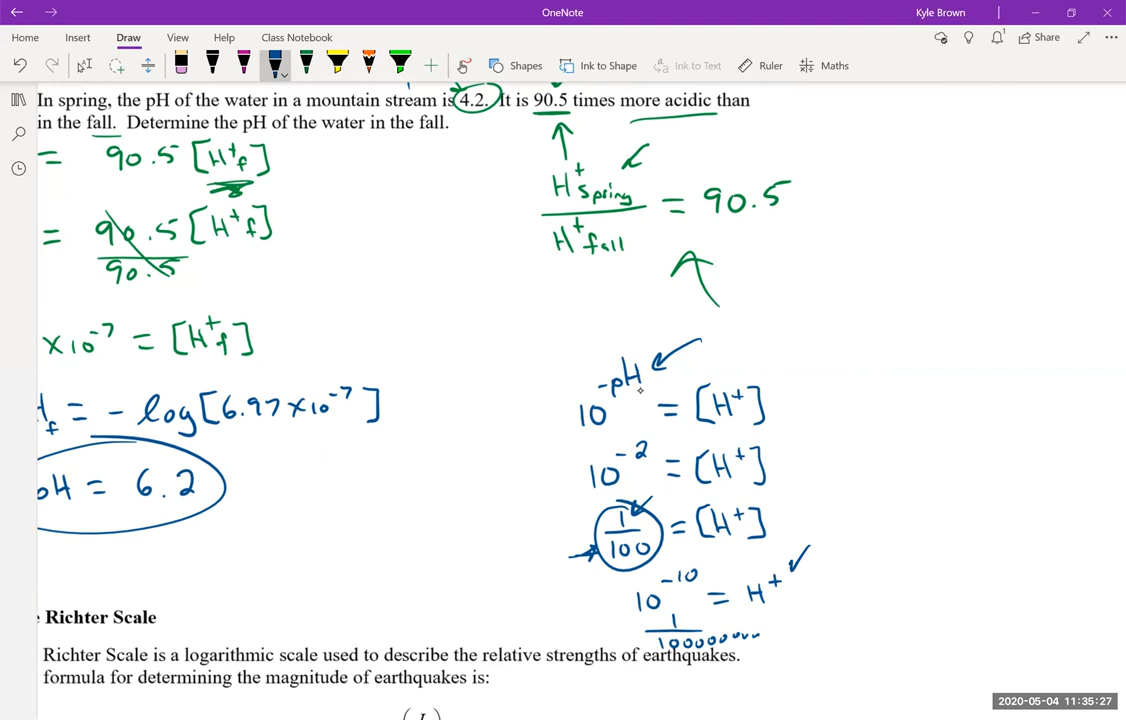 OneNote
Kyle Brown
Home Insert Draw View Help Class Notebook
Share
Shapes Ink to Shape Ink to Text Ruler Maths
In spring, the pH of the water in a mountain stream is 4.2. It is 90.5 times more acidic than
in the fall. Determine the pH of the water in the fall.
= 90.5 [H+f]
= 90.5 [H+f]
90.5
x10^-7 = [H+f]
H_f = -log[6.97 x10^-7]
pH = 6.2
H+spring
H+fall
= 90.5
10^-pH = [H+]
10^-2 = [H+]
1/100 = [H+]
10^-10 = H+
1
Richter Scale
Richter Scale is a logarithmic scale used to describe the relative strengths of earthquakes.
formula for determining the magnitude of earthquakes is:
2020-05-04 11:35:27